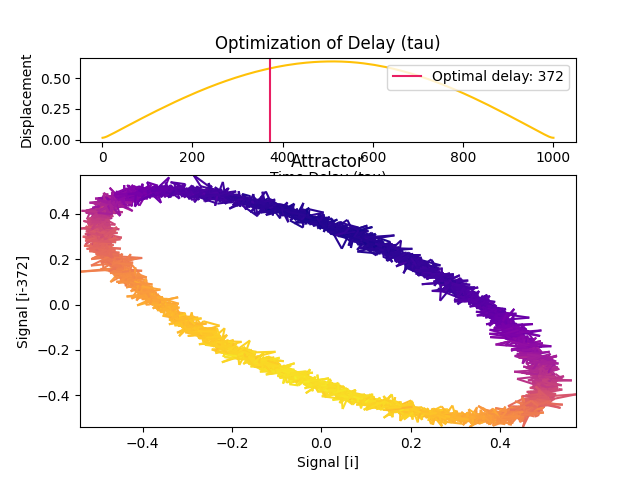 Optimization of Delay (tau)
Displacement
0.50
0.25
0.00
Optimal delay: 372
0 200 400 600 800 1000
Time Delay (tau)
Attractor
Signal [i-372]
0.4
0.2
0.0
−0.2
−0.4
−0.4 −0.2 0.0 0.2 0.4
Signal [i]